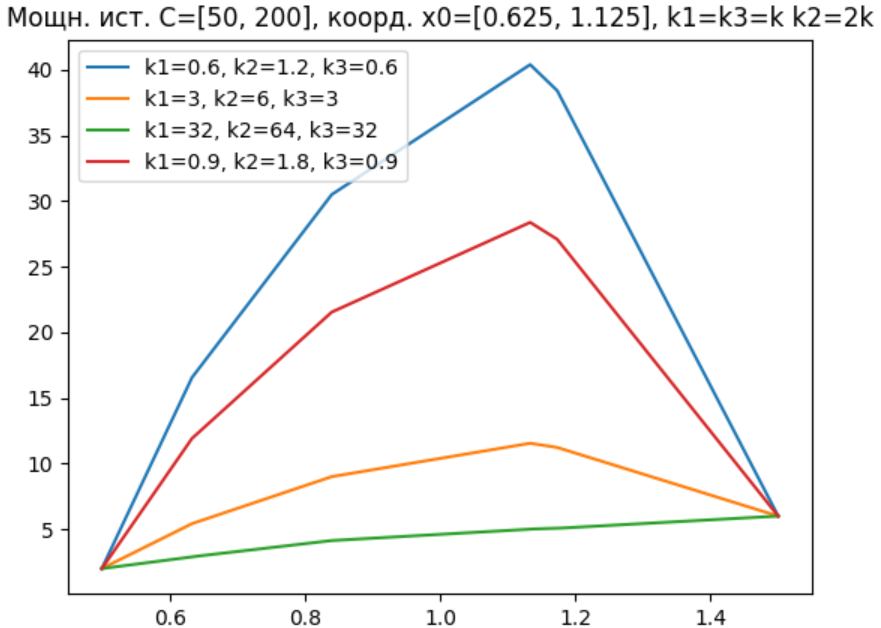 Мощн. ист. C=[50, 200], коорд. x0=[0.625, 1.125], k1=k3=k k2=2k
k1=0.6, k2=1.2, k3=0.6
k1=3, k2=6, k3=3
k1=32, k2=64, k3=32
k1=0.9, k2=1.8, k3=0.9
40
35
30
25
20
15
10
5
0.6 0.8 1.0 1.2 1.4